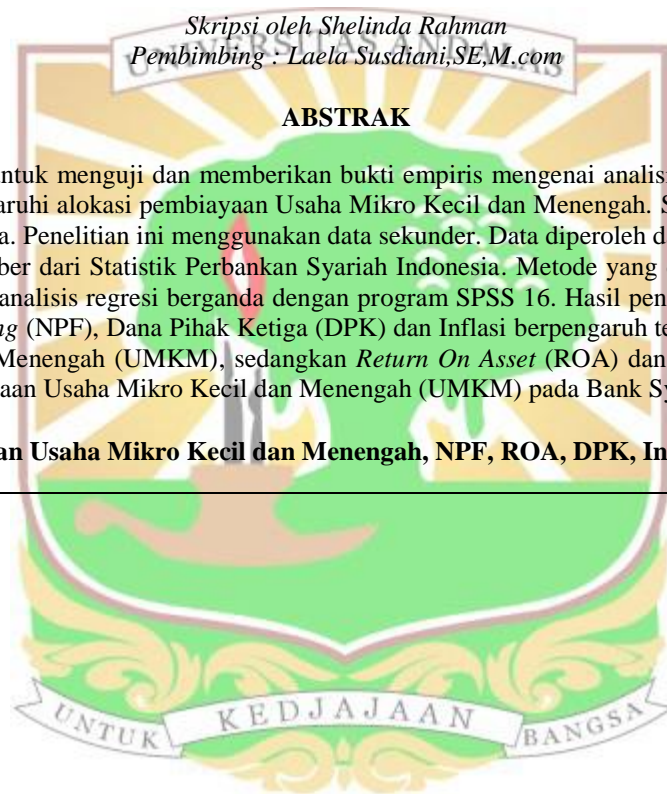 Skripsi oleh Shelinda Rahman
Pembimbing : Laela Susdiani,SE,M.com
UNIVERSITAS ANDALAS
ABSTRAK
ntuk menguji dan memberikan bukti empiris mengenai analisi
aruhi alokasi pembiayaan Usaha Mikro Kecil dan Menengah. S
a. Penelitian ini menggunakan data sekunder. Data diperoleh d
ber dari Statistik Perbankan Syariah Indonesia. Metode yang
analisis regresi berganda dengan program SPSS 16. Hasil pen
ng (NPF), Dana Pihak Ketiga (DPK) dan Inflasi berpengaruh te
Menengah (UMKM), sedangkan Return On Asset (ROA) dan
aan Usaha Mikro Kecil dan Menengah (UMKM) pada Bank Sy
an Usaha Mikro Kecil dan Menengah, NPF, ROA, DPK, In
UNTUK KEDJAJAAN BANGSA